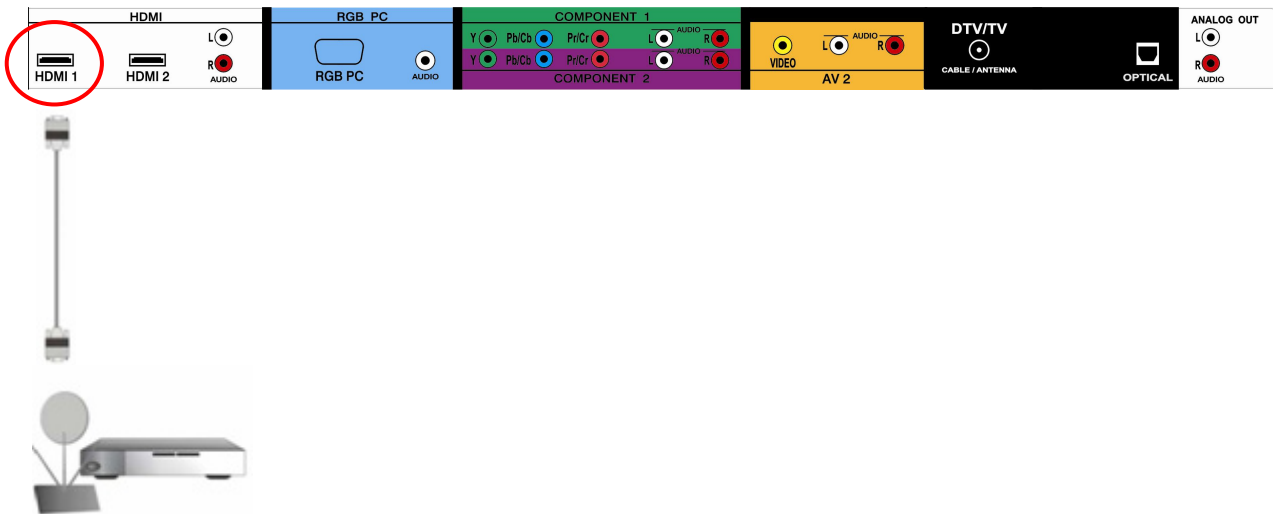 HDMI
HDMI 1
HDMI 2
L
R
AUDIO
RGB PC
RGB PC
AUDIO
COMPONENT 1
Y Pb/Cb Pr/Cr L AUDIO R
Y Pb/Cb Pr/Cr L AUDIO R
COMPONENT 2
VIDEO
L AUDIO R
AV 2
DTV/TV
CABLE / ANTENNA
OPTICAL
ANALOG OUT
L
R
AUDIO